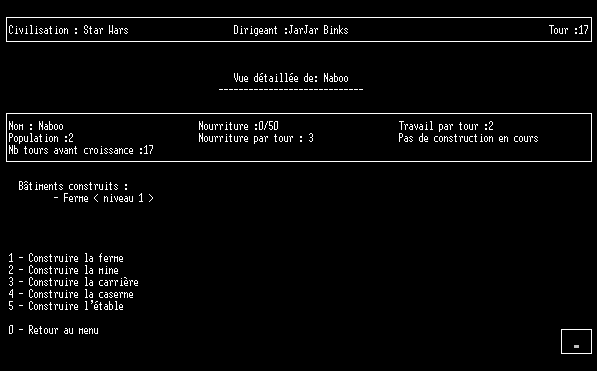 Civilisation : Star Wars Dirigeant :JarJar Binks Tour :17
Vue détaillée de: Naboo
-----------------------------
Nom : Naboo Nourriture :0/50 Travail par tour :2
Population :2 Nourriture par tour : 3 Pas de construction en cours
Nb tours avant croissance :17
Bâtiments construits :
- Ferme < niveau 1 >
1 - Construire la ferme
2 - Construire la mine
3 - Construire la carrière
4 - Construire la caserne
5 - Construire l'étable
0 - Retour au menu